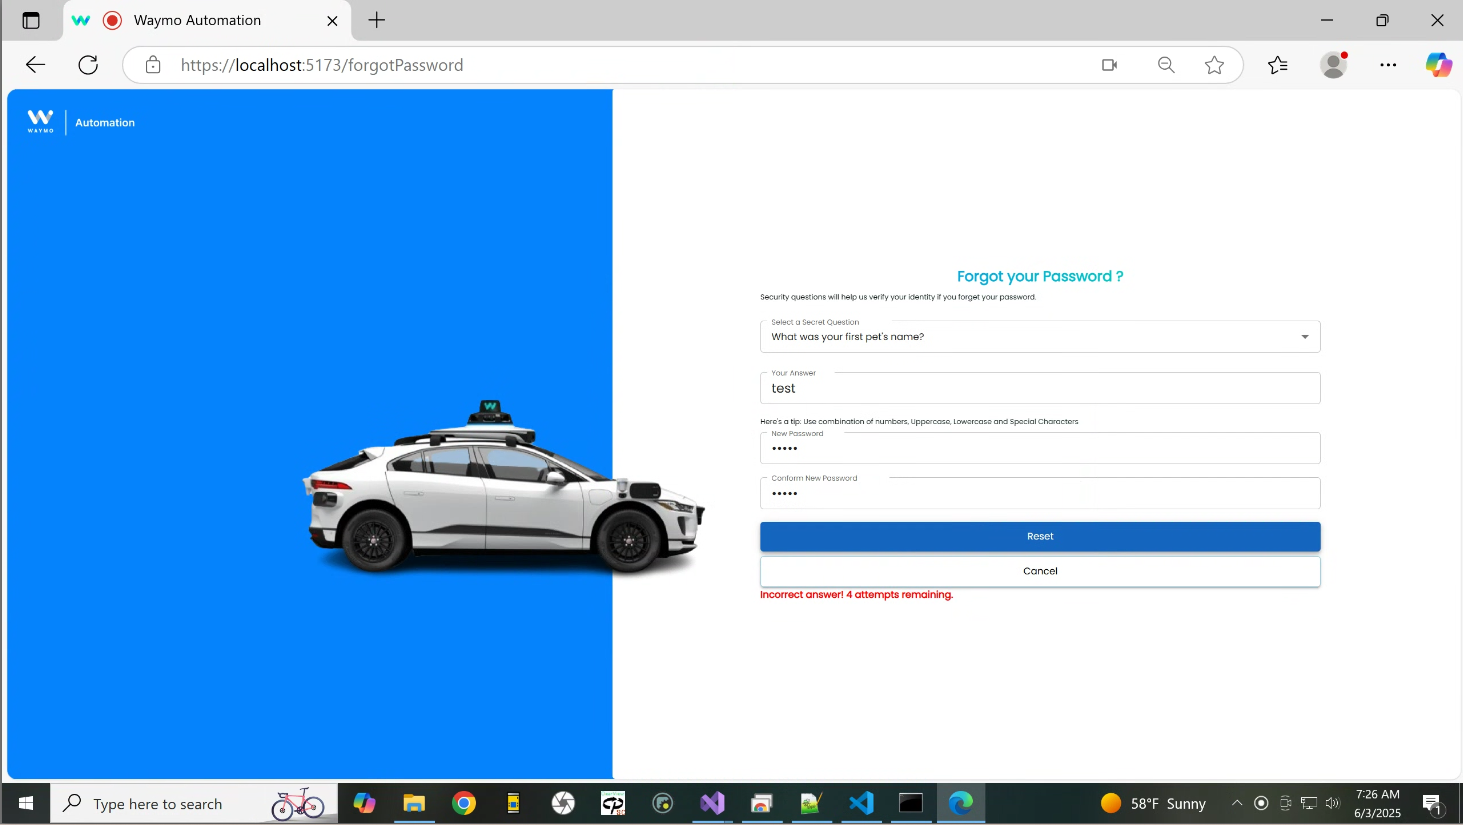 Waymo Automation
https://localhost:5173/forgotPassword
WAYMO
Automation
Forgot your Password ?
Security questions will help us verify your identity if you forget your password.
Select a Secret Question
What was your first pet's name?
Your Answer
test
Here's a tip: Use combination of numbers, Uppercase, Lowercase and Special Characters
New Password
•••••
Conform New Password
•••••
Reset
Cancel
Incorrect answer! 4 attempts remaining.
Type here to search
58°F Sunny
7:26 AM
6/3/2025
1